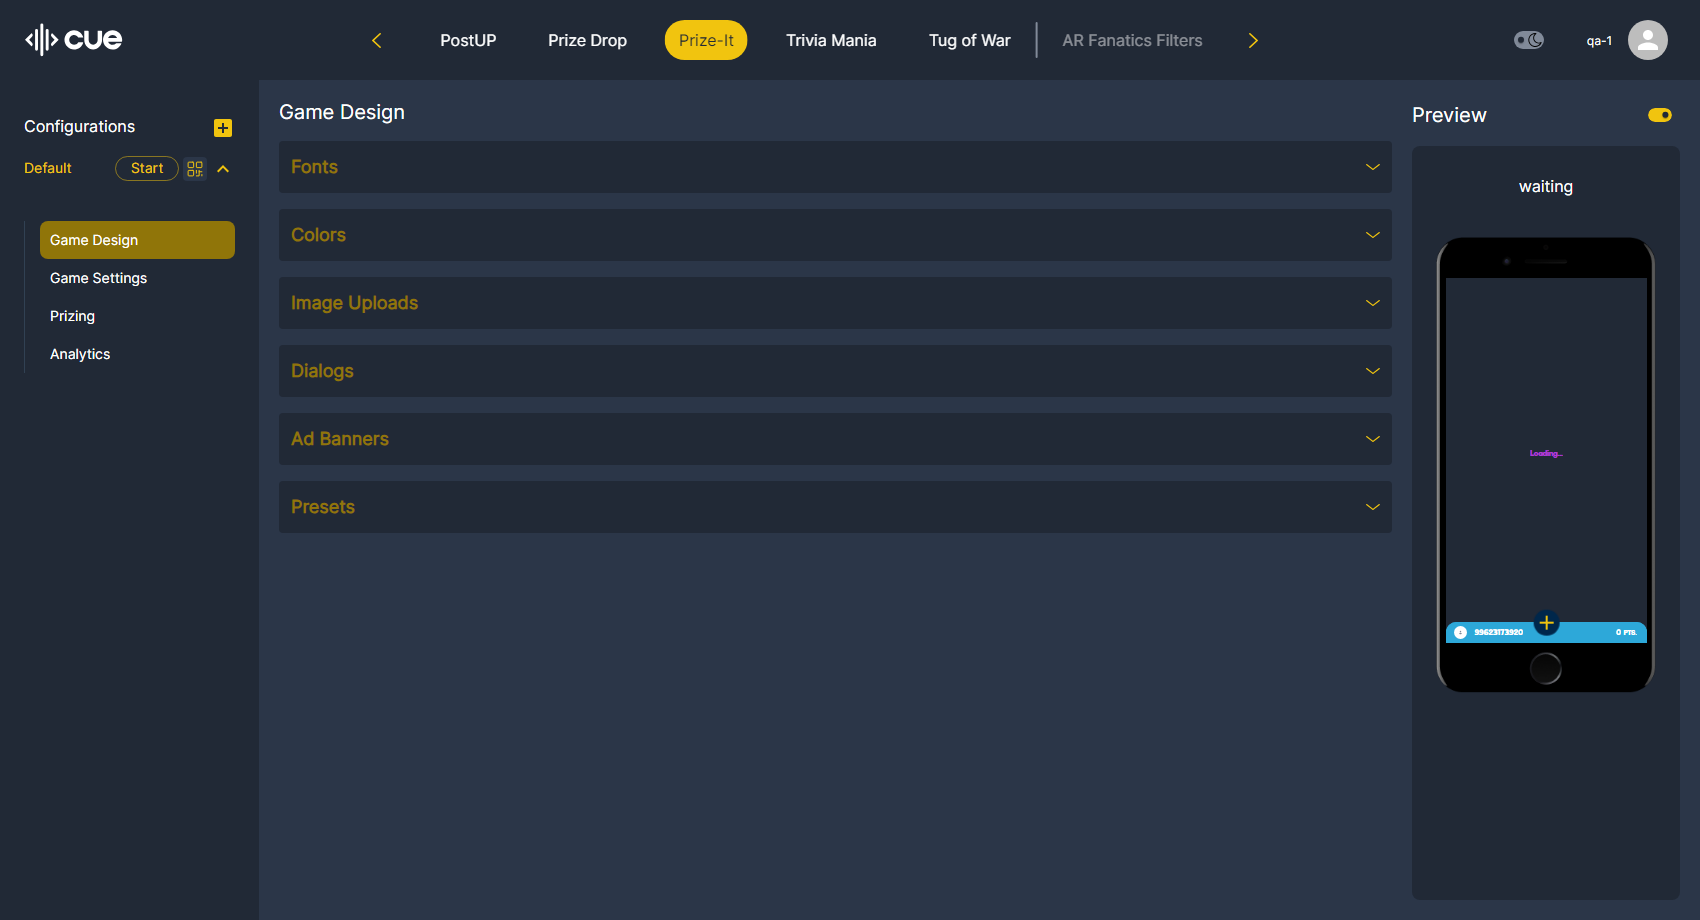 cue
PostUP
Prize Drop
Prize-It
Trivia Mania
Tug of War
AR Fanatics Filters
qa-1
Configurations
Default
Start
Game Design
Game Settings
Prizing
Analytics
Game Design
Fonts
Colors
Image Uploads
Dialogs
Ad Banners
Presets
Preview
waiting
Loading...
99623173920
0 PTS.